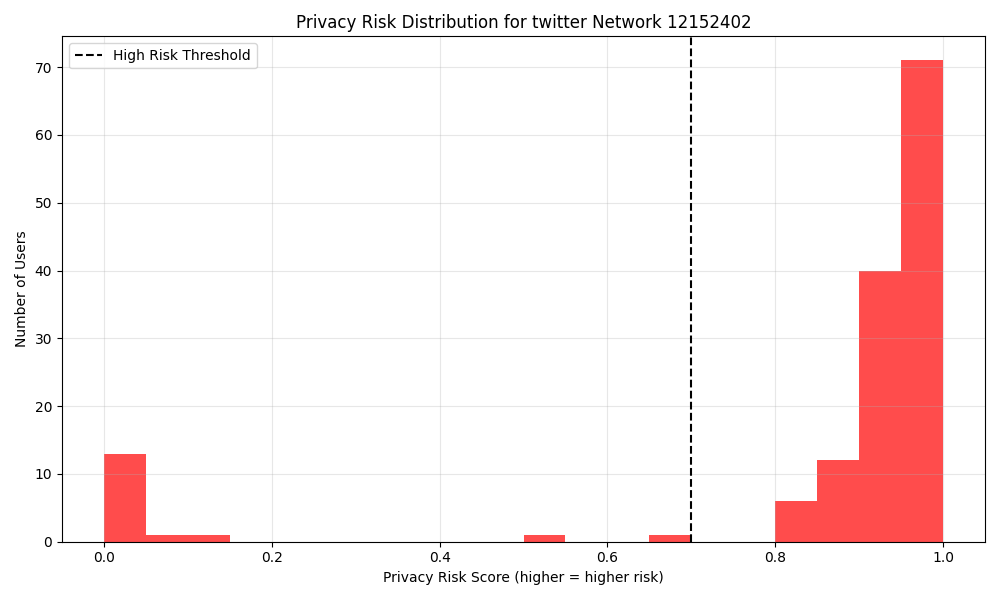 Privacy Risk Distribution for twitter Network 12152402
High Risk Threshold
Number of Users
70
60
50
40
30
20
10
0
0.0 0.2 0.4 0.6 0.8 1.0
Privacy Risk Score (higher = higher risk)